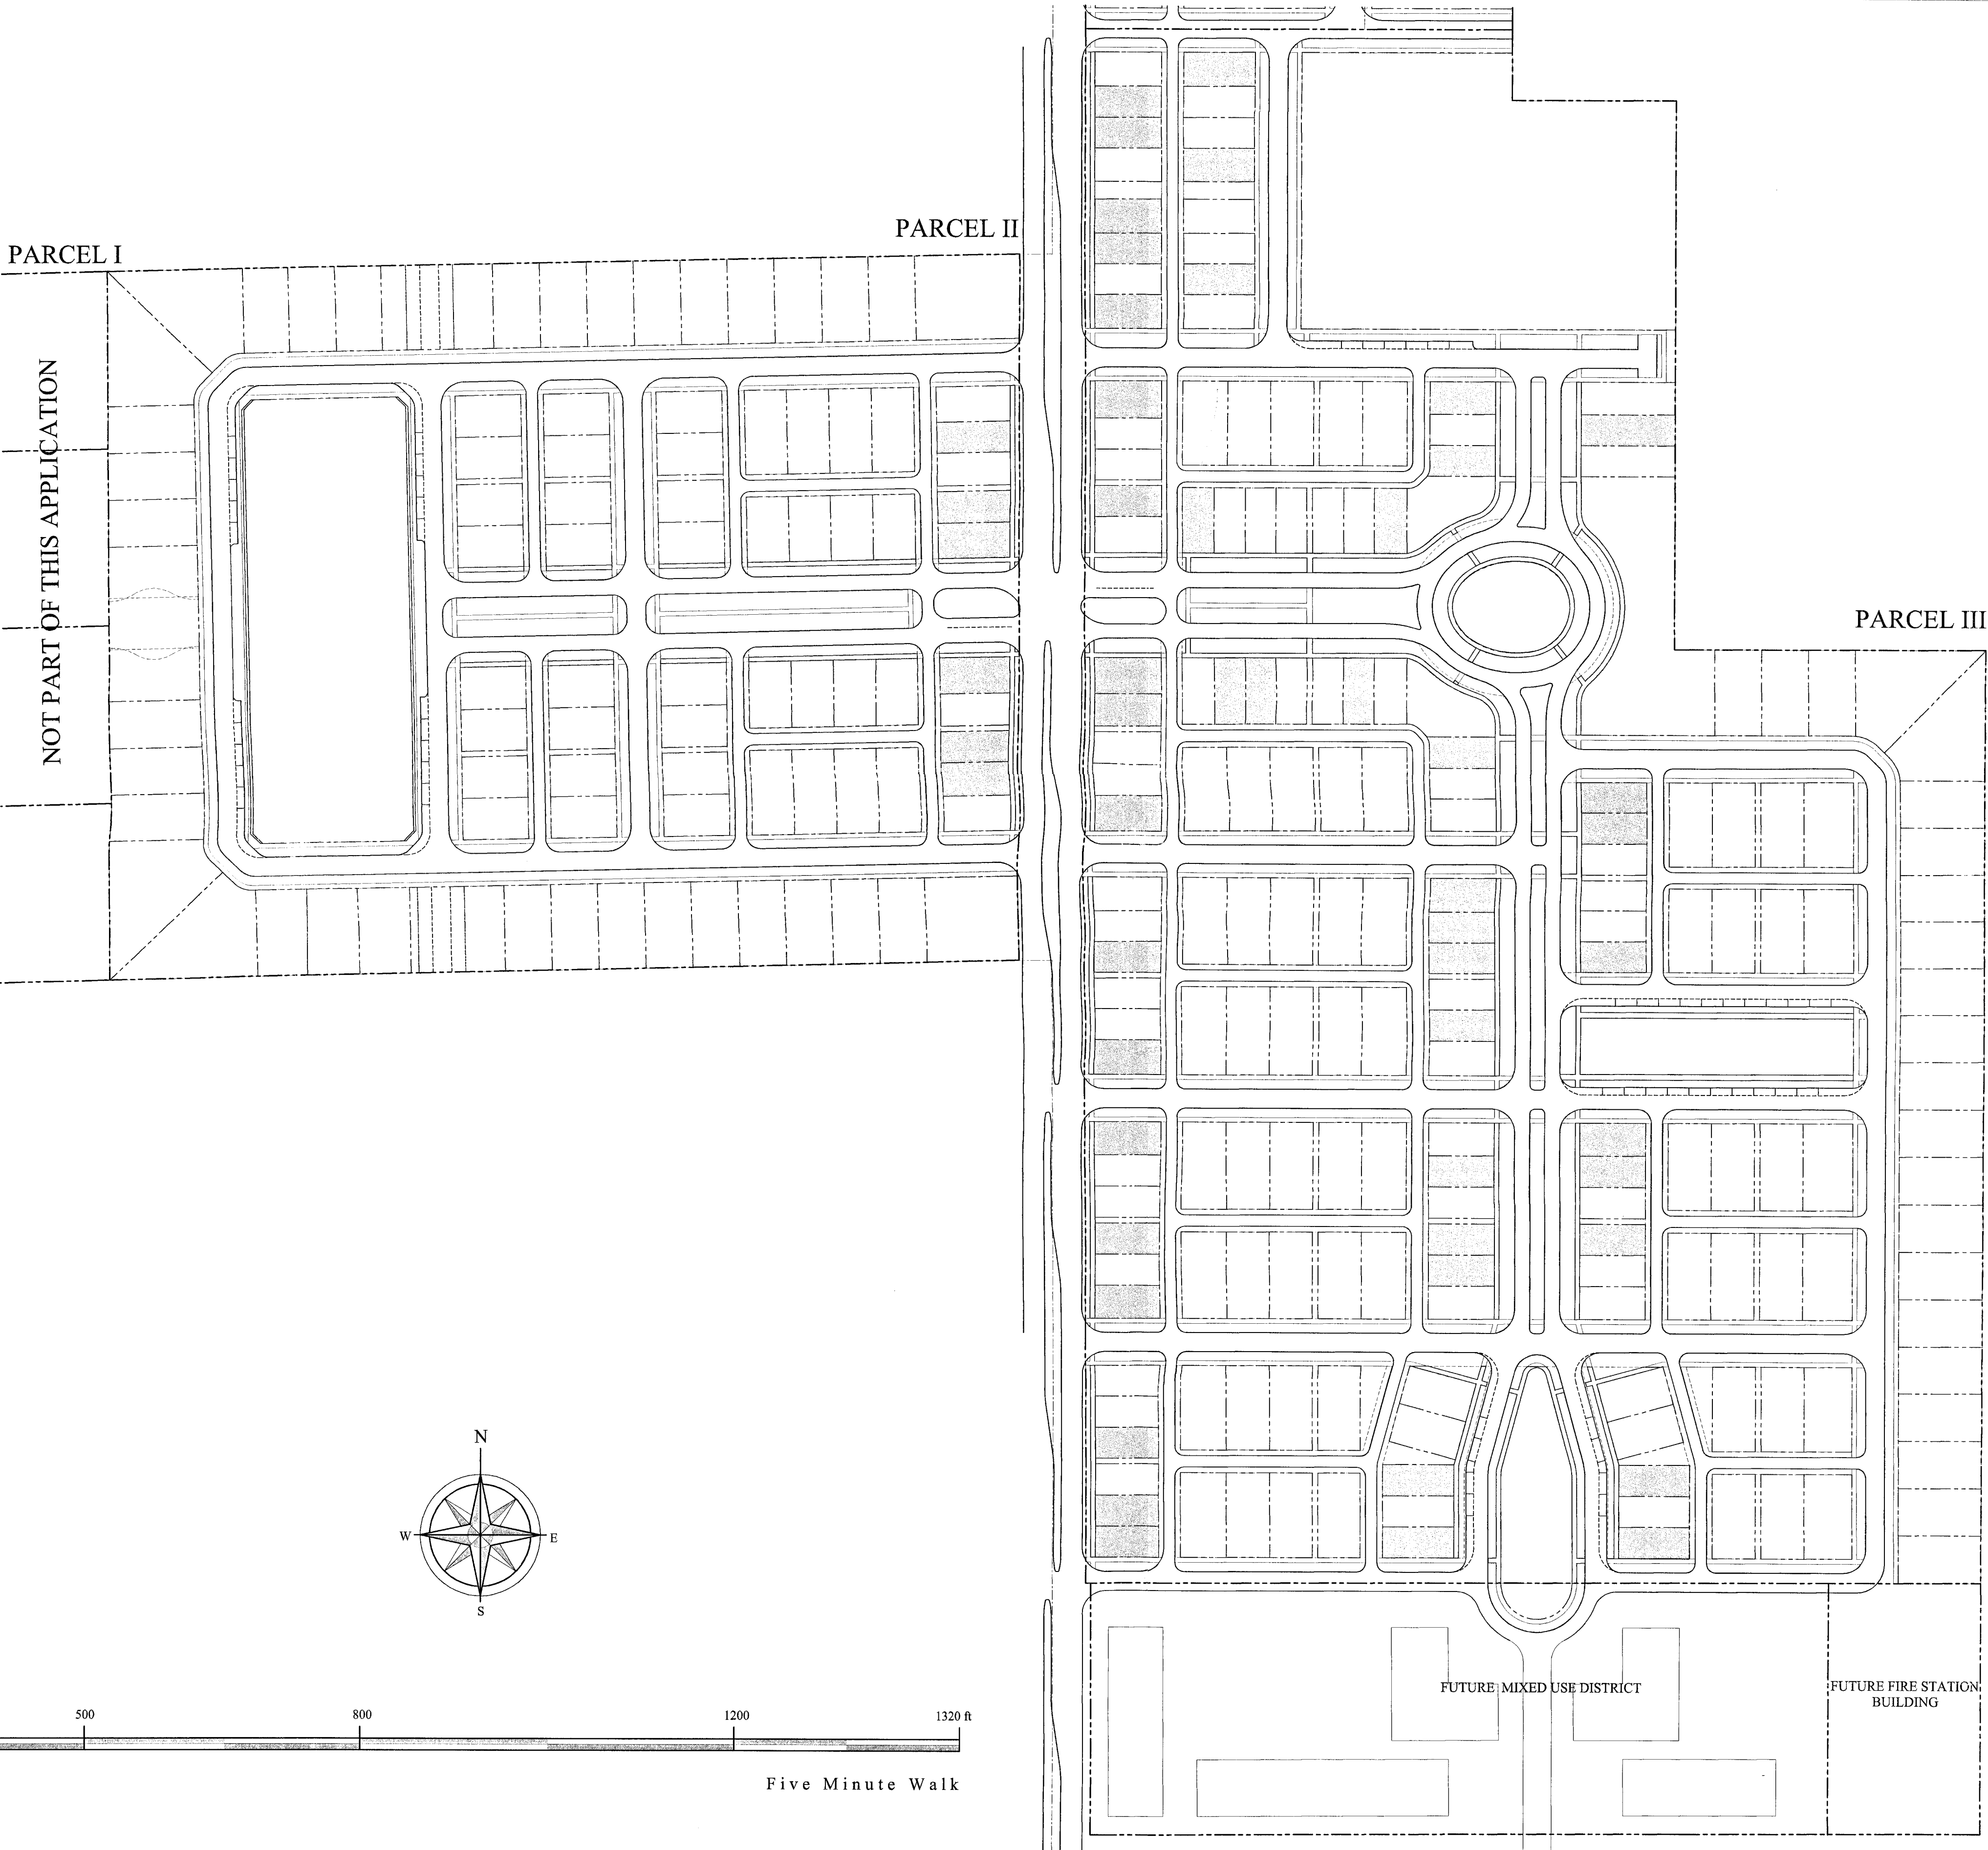 PARCEL I
PARCEL II
NOT PART OF THIS APPLICATION
PARCEL III
N
W
E
S
500
800
1200
1320 ft
Five Minute Walk
FUTURE MIXED USE DISTRICT
FUTURE FIRE STATION
BUILDING